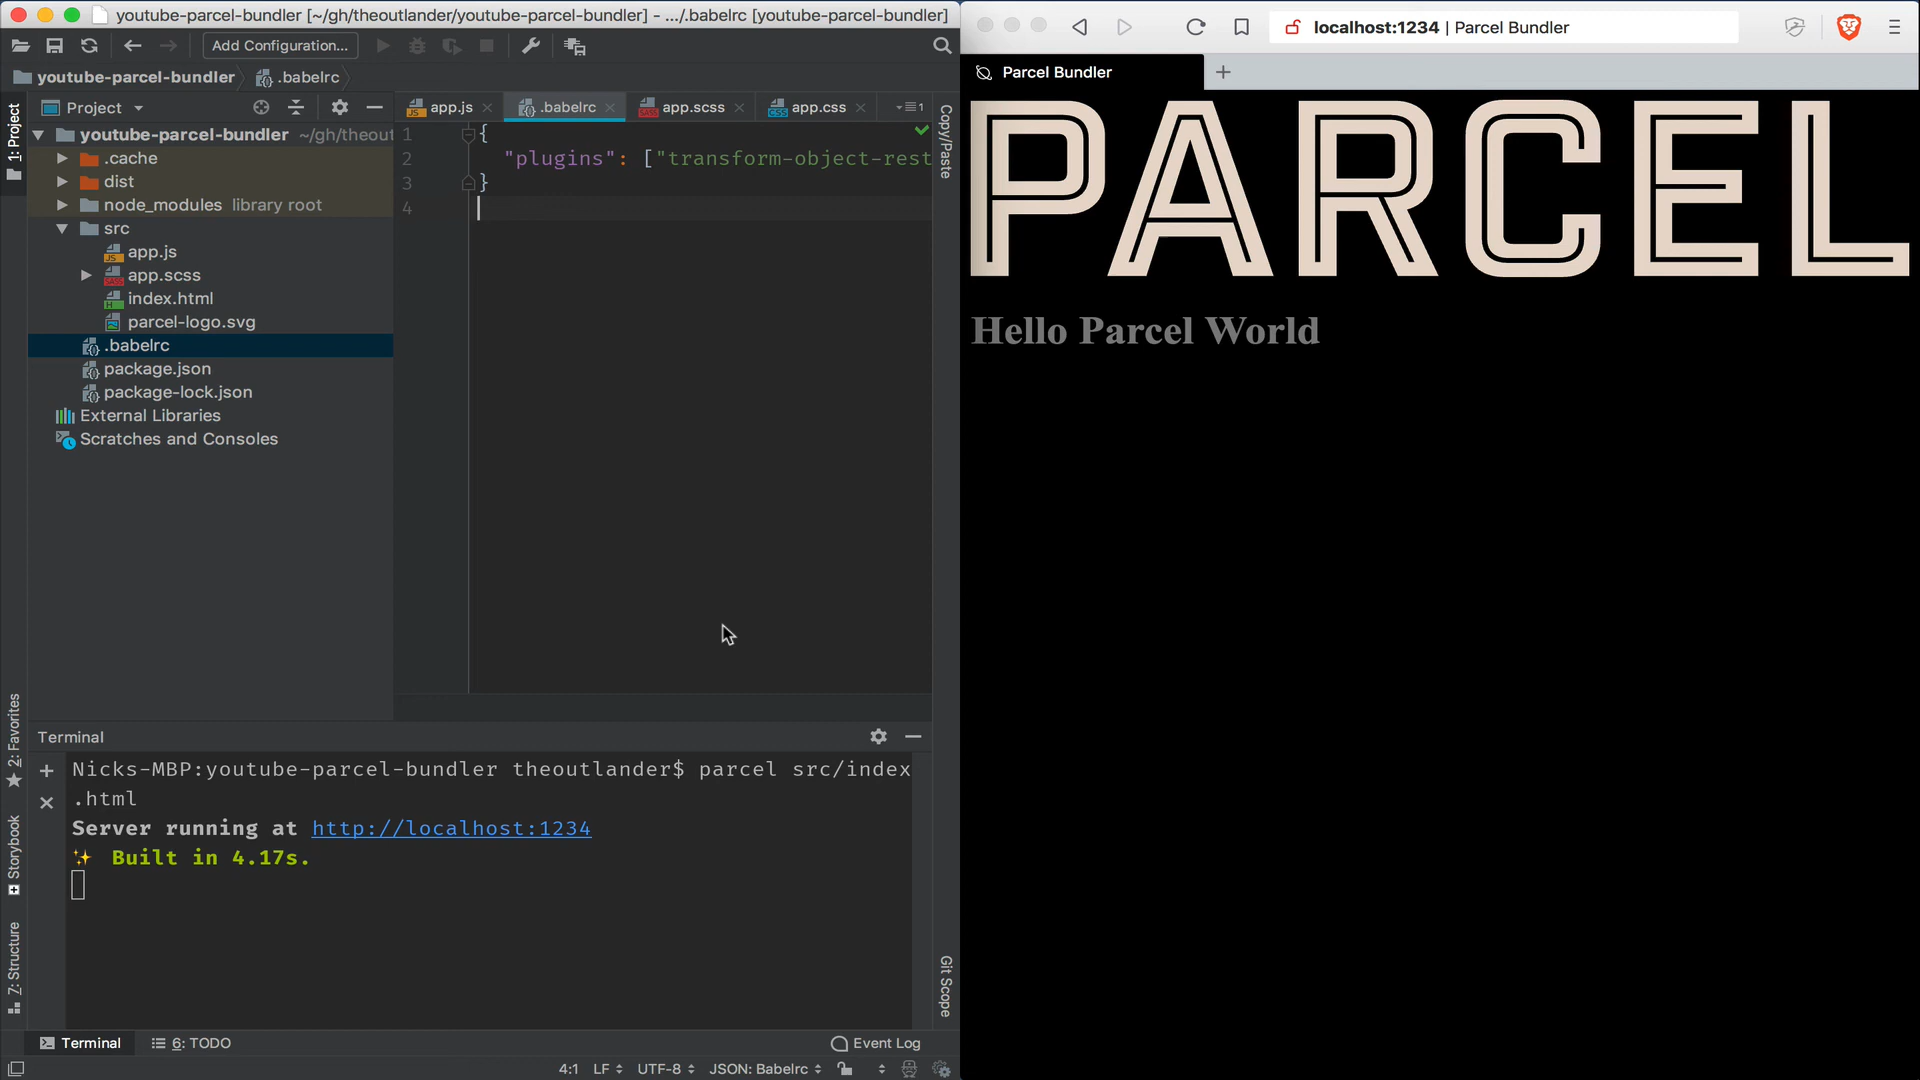 youtube-parcel-bundler [~/gh/theoutlander/youtube-parcel-bundler] - .../.babelrc [youtube-parcel-bundler]
Add Configuration...
youtube-parcel-bundler
.babelrc
1: Project
Project
youtube-parcel-bundler ~/gh/theout
.cache
dist
node_modules library root
src
app.js
app.scss
index.html
parcel-logo.svg
.babelrc
package.json
package-lock.json
External Libraries
Scratches and Consoles
app.js
.babelrc
app.scss
app.css
1
1 {
2 "plugins": ["transform-object-rest
3 }
4
Copy/Paste
2: Favorites
Storybook
7: Structure
Git Scope
Terminal
Nicks-MBP:youtube-parcel-bundler theoutlander$ parcel src/index
.html
Server running at http://localhost:1234
✨ Built in 4.17s.
Terminal
6: TODO
Event Log
4:1 LF UTF-8 JSON: Babelrc
localhost:1234 | Parcel Bundler
Parcel Bundler
PARCEL
Hello Parcel World